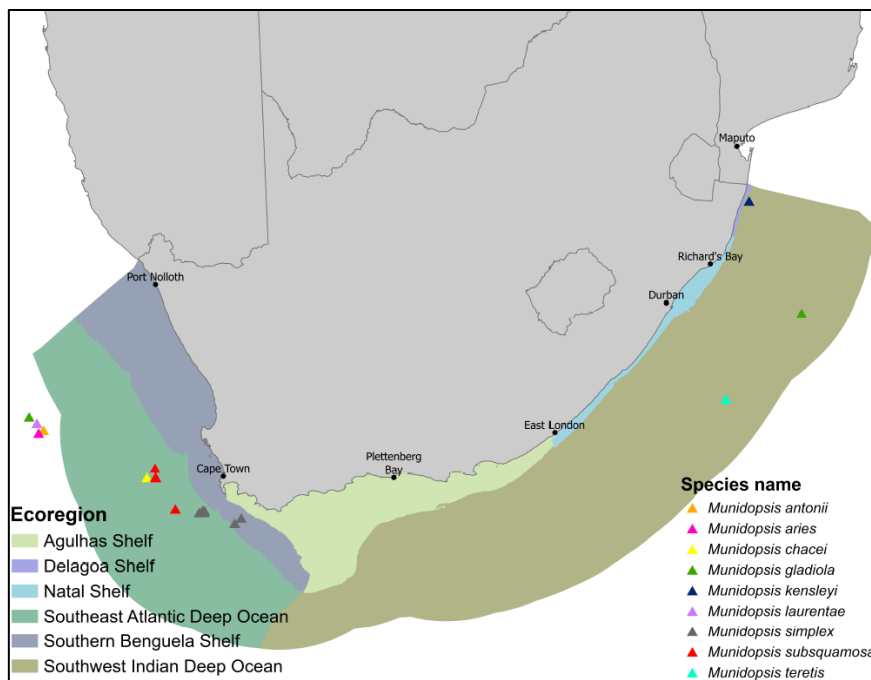 Maputo
Richard's Bay
Port Nolloth
Durban
East London
Plettenberg
Bay
Cape Town
Ecoregion
Agulhas Shelf
Delagoa Shelf
Natal Shelf
Southeast Atlantic Deep Ocean
Southern Benguela Shelf
Southwest Indian Deep Ocean
Species name
Munidopsis antonii
Munidopsis aries
Munidopsis chacei
Munidopsis gladiola
Munidopsis kensleyi
Munidopsis laurentae
Munidopsis simplex
Munidopsis subsquamosa
Munidopsis teretis